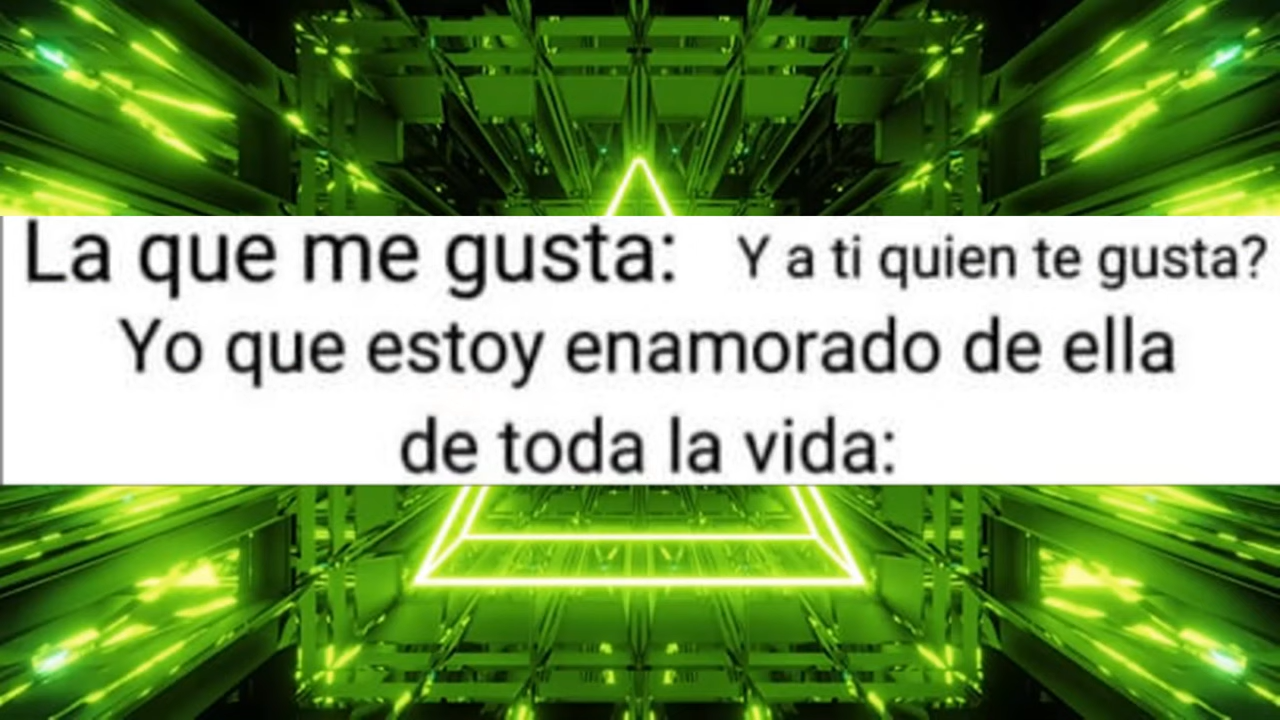 La que me gusta: Y a ti quien te gusta?
Yo que estoy enamorado de ella
de toda la vida: